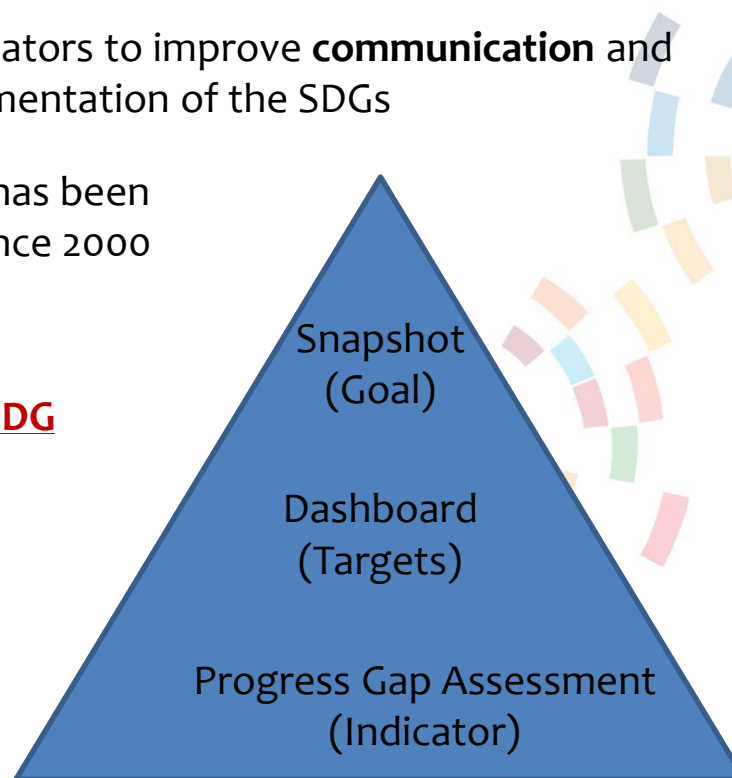 ators to improve communication and
mentation of the SDGs
has been
nce 2000
DG
Snapshot
(Goal)
Dashboard
(Targets)
Progress Gap Assessment
(Indicator)